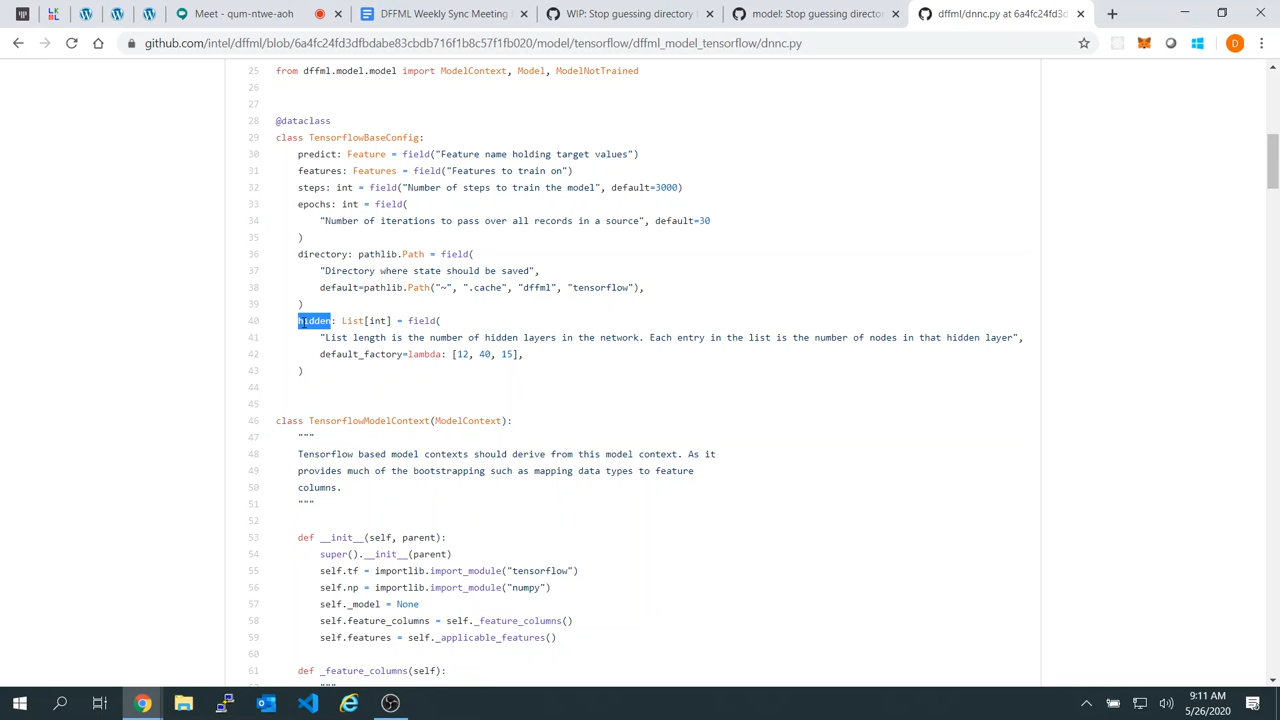 Meet - qum-ntwe-aoh
DFFML Weekly Sync Meeting
WIP: Stop guessing directory
model: Stop guessing director
dffml/dnnc.py at 6a4fc24fd3d
github.com/intel/dffml/blob/6a4fc24fd3dfbdabe83cbdb716f1b8c57f1fb020/model/tensorflow/dffml_model_tensorflow/dnnc.py
D
25 from dffml.model.model import ModelContext, Model, ModelNotTrained
26
27
28 @dataclass
29 class TensorflowBaseConfig:
30 predict: Feature = field("Feature name holding target values")
31 features: Features = field("Features to train on")
32 steps: int = field("Number of steps to train the model", default=3000)
33 epochs: int = field(
34 "Number of iterations to pass over all records in a source", default=30
35 )
36 directory: pathlib.Path = field(
37 "Directory where state should be saved",
38 default=pathlib.Path("~", ".cache", "dffml", "tensorflow"),
39 )
40 hidden: List[int] = field(
41 "List length is the number of hidden layers in the network. Each entry in the list is the number of nodes in that hidden layer",
42 default_factory=lambda: [12, 40, 15],
43 )
44
45
46 class TensorflowModelContext(ModelContext):
47 """
48 Tensorflow based model contexts should derive from this model context. As it
49 provides much of the bootstrapping such as mapping data types to feature
50 columns.
51 """
52
53 def __init__(self, parent):
54 super().__init__(parent)
55 self.tf = importlib.import_module("tensorflow")
56 self.np = importlib.import_module("numpy")
57 self._model = None
58 self.feature_columns = self._feature_columns()
59 self.features = self._applicable_features()
60
61 def _feature_columns(self):
"""
9:11 AM
5/26/2020